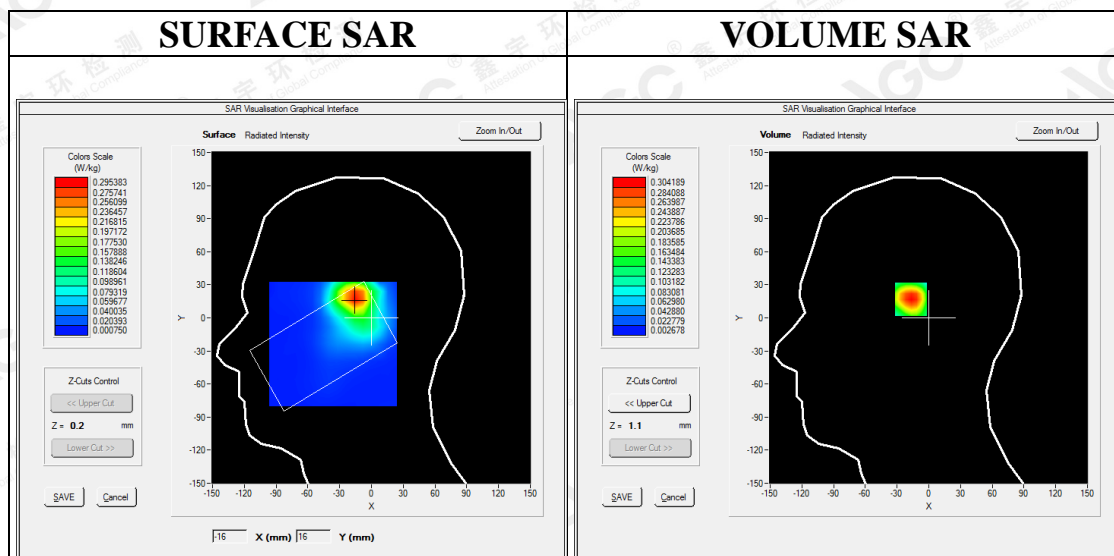 SURFACE SAR
VOLUME SAR
SAR Visualisation Graphical Interface
Surface Radiated Intensity
Zoom In/Out
Colors Scale
(W/kg)
0.295383
0.275741
0.256099
0.236457
0.216815
0.197172
0.177530
0.157888
0.138246
0.118604
0.098961
0.079319
0.059677
0.040035
0.020393
0.000750
Z-Cuts Control
<< Upper Cut
Z = 0.2 mm
Lower Cut >>
SAVE Cancel
150
120
90
60
30
0
-30
-60
-90
-120
-150
Y
-150 -120 -90 -60 -30 0 30 60 90 120 150
X
-16 X (mm) 16 Y (mm)
SAR Visualisation Graphical Interface
Volume Radiated Intensity
Zoom In/Out
Colors Scale
(W/kg)
0.304189
0.284088
0.263987
0.243887
0.223786
0.203685
0.183585
0.163484
0.143383
0.123283
0.103182
0.083081
0.062980
0.042880
0.022779
0.002678
Z-Cuts Control
<< Upper Cut
Z = 1.1 mm
Lower Cut >>
SAVE Cancel
150
120
90
60
30
0
-30
-60
-90
-120
-150
Y
-150 -120 -90 -60 -30 0 30 60 90 120 150
X